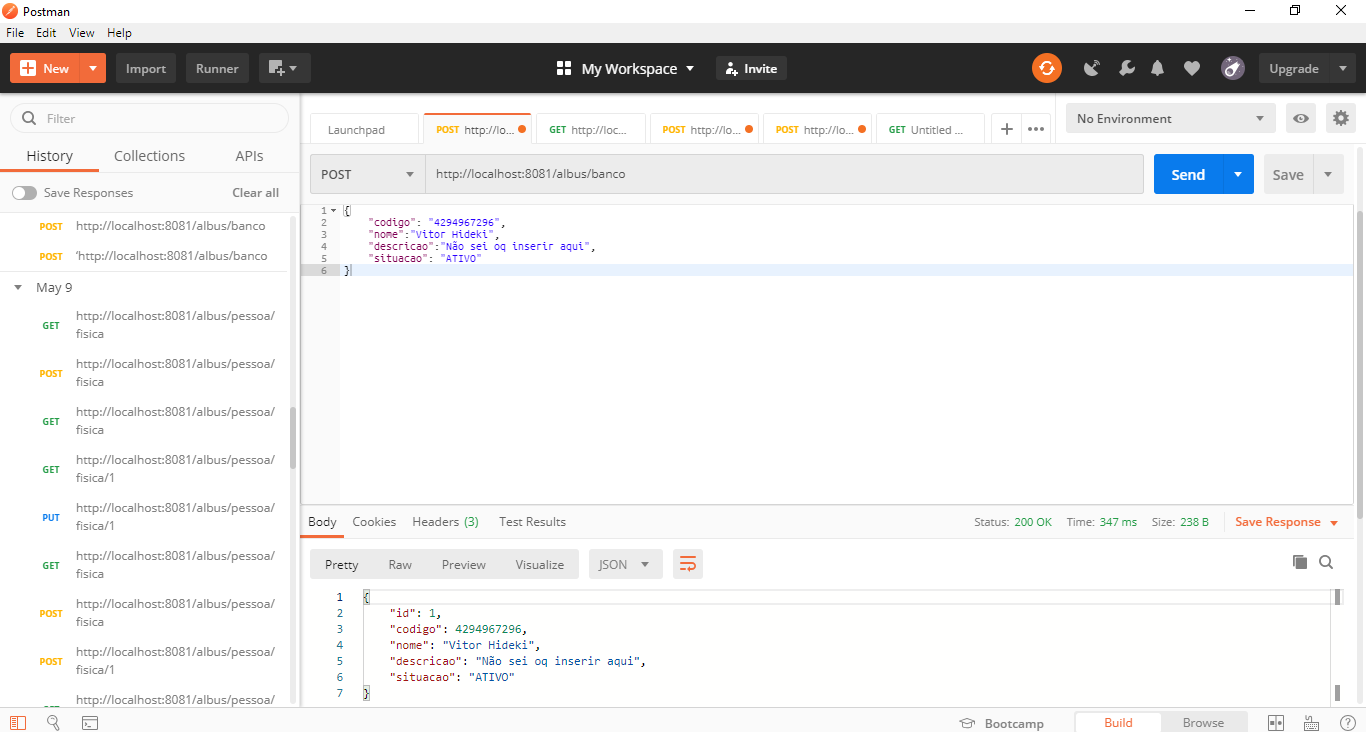 Postman
File Edit View Help
New Import Runner My Workspace Invite Upgrade
Filter
History Collections APIs
Save Responses Clear all
POST http://localhost:8081/albus/banco
POST 'http://localhost:8081/albus/banco
May 9
GET http://localhost:8081/albus/pessoa/
fisica
POST http://localhost:8081/albus/pessoa/
fisica
GET http://localhost:8081/albus/pessoa/
fisica
GET http://localhost:8081/albus/pessoa/
fisica/1
PUT http://localhost:8081/albus/pessoa/
fisica/1
GET http://localhost:8081/albus/pessoa/
fisica
POST http://localhost:8081/albus/pessoa/
fisica
POST http://localhost:8081/albus/pessoa/
fisica/1
http://localhost:8081/albus/pessoa/
Launchpad POST http://lo... GET http://loc... POST http://lo... POST http://lo... GET Untitled ... No Environment
POST http://localhost:8081/albus/banco Send Save
1 {
2 "codigo": "4294967296",
3 "nome":"Vitor Hideki",
4 "descricao":"Não sei oq inserir aqui",
5 "situacao": "ATIVO"
6 }
Body Cookies Headers (3) Test Results Status: 200 OK Time: 347 ms Size: 238 B Save Response
Pretty Raw Preview Visualize JSON
1 {
2 "id": 1,
3 "codigo": 4294967296,
4 "nome": "Vitor Hideki",
5 "descricao": "Não sei oq inserir aqui",
6 "situacao": "ATIVO"
7 }
Bootcamp Build Browse